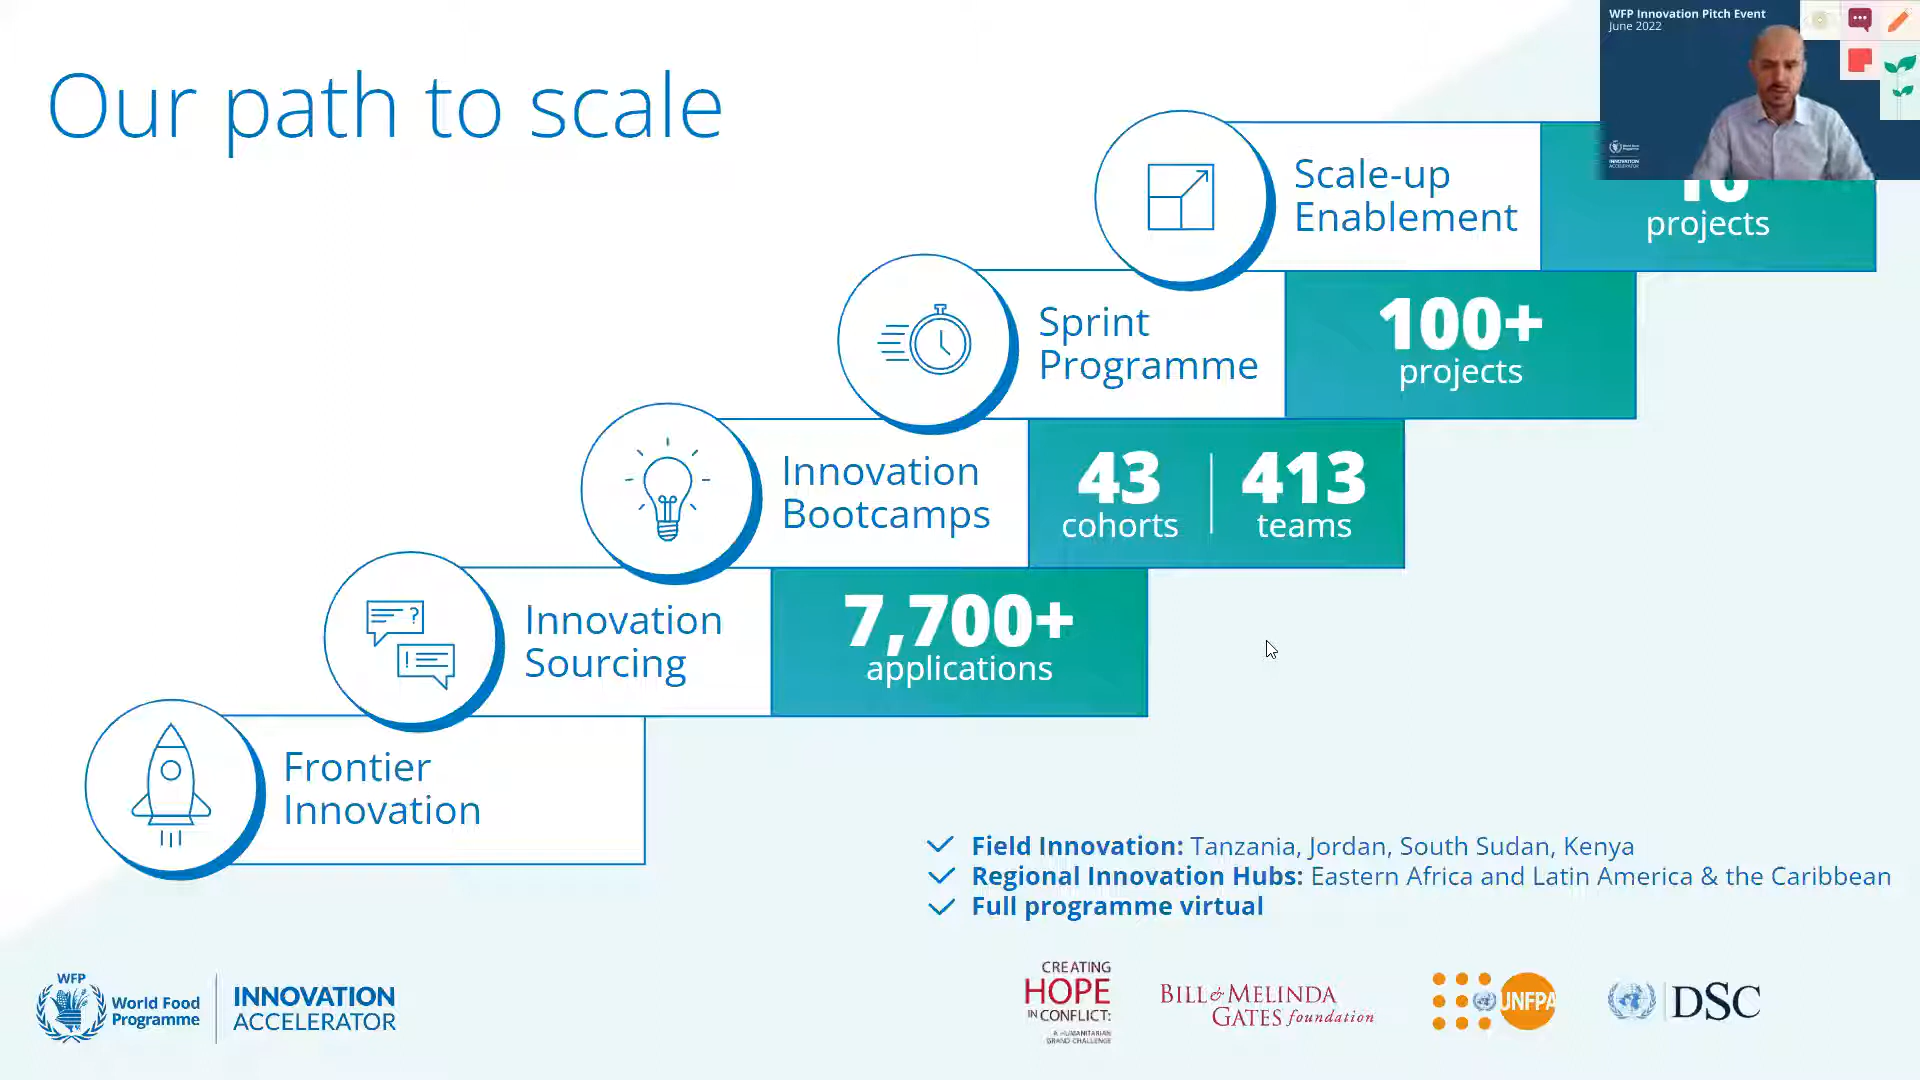 Our path to scale
WFP Innovation Pitch Event
June 2022
Scale-up
Enablement
projects
Sprint
Programme
100+
projects
Innovation
Bootcamps
43
cohorts
413
teams
Innovation
Sourcing
7,700+
applications
Frontier
Innovation
Field Innovation: Tanzania, Jordan, South Sudan, Kenya
Regional Innovation Hubs: Eastern Africa and Latin America & the Caribbean
Full programme virtual
WFP
World Food
Programme
INNOVATION
ACCELERATOR
CREATING
HOPE
IN CONFLICT:
A HUMANITARIAN
GRAND CHALLENGE
BILL & MELINDA
GATES foundation
UNFPA
DSC